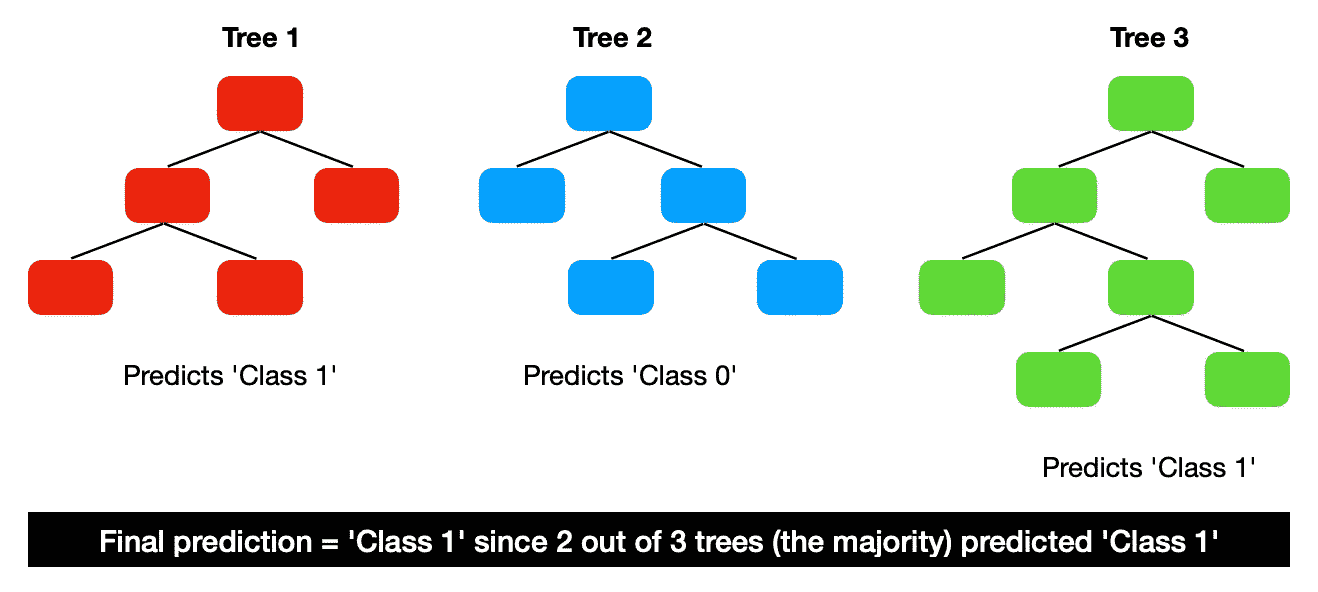 Tree 1
Tree 2
Tree 3
Predicts 'Class 1'
Predicts 'Class 0'
Predicts 'Class 1'
Final prediction = 'Class 1' since 2 out of 3 trees (the majority) predicted 'Class 1'